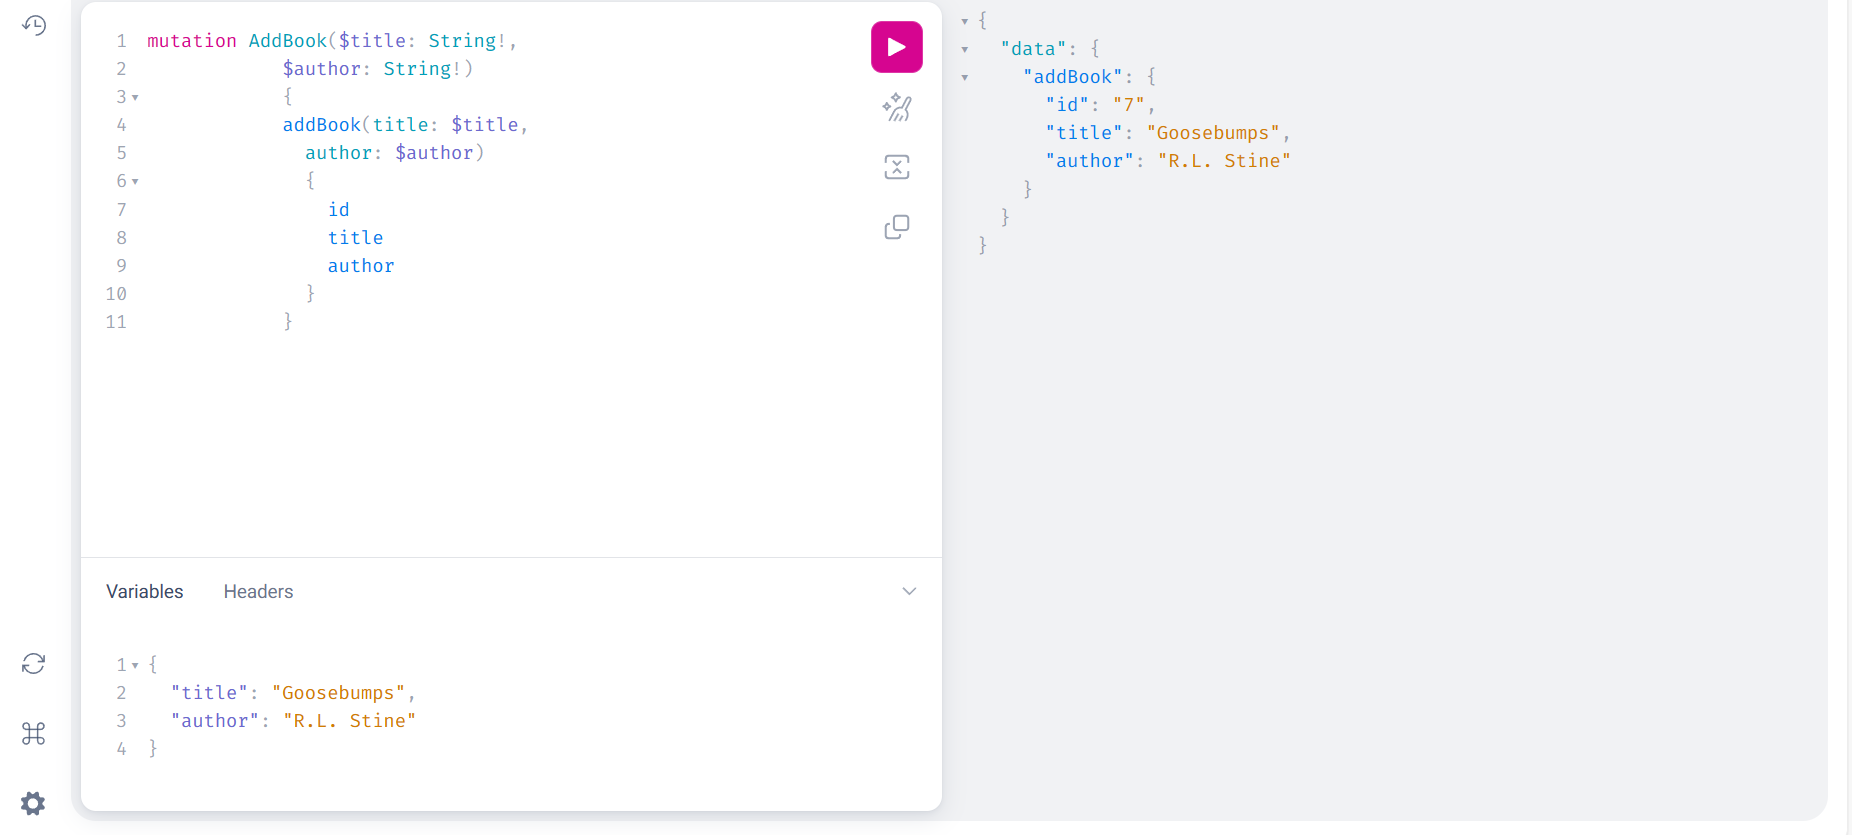 1 mutation AddBook($title: String!,
2 $author: String!)
3 {
4 addBook(title: $title,
5 author: $author)
6 {
7 id
8 title
9 author
10 }
11 }
Variables Headers
1 {
2 "title": "Goosebumps",
3 "author": "R.L. Stine"
4 }
{
"data": {
"addBook": {
"id": "7",
"title": "Goosebumps",
"author": "R.L. Stine"
}
}
}